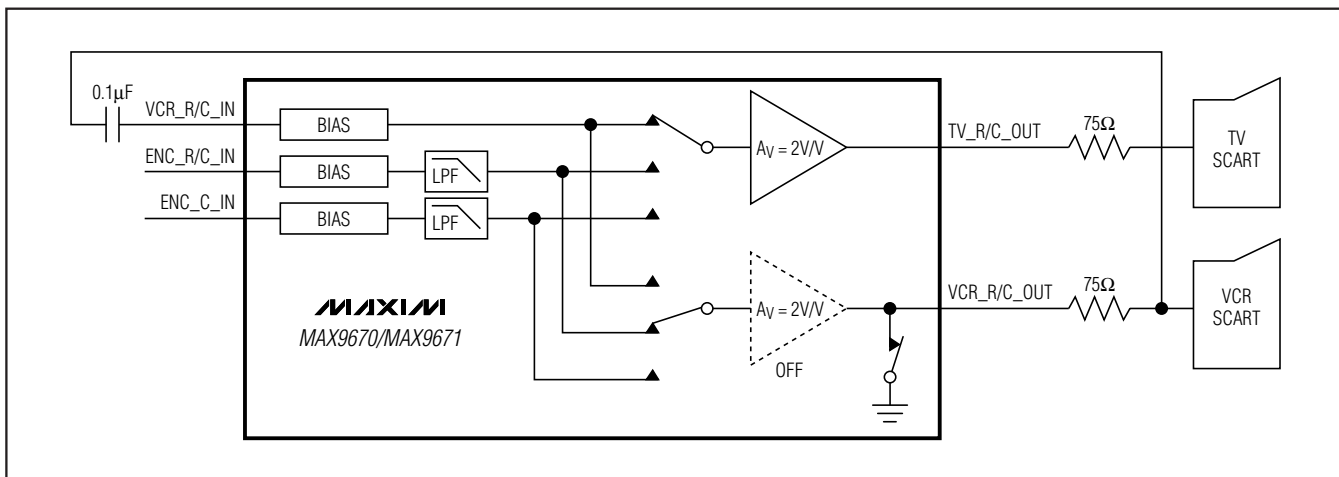 0.1µF
VCR_R/C_IN
BIAS
ENC_R/C_IN
BIAS
LPF
ENC_C_IN
BIAS
LPF
AV = 2V/V
TV_R/C_OUT
75Ω
TV
SCART
MAXIM
MAX9670/MAX9671
AV = 2V/V
OFF
VCR_R/C_OUT
75Ω
VCR
SCART